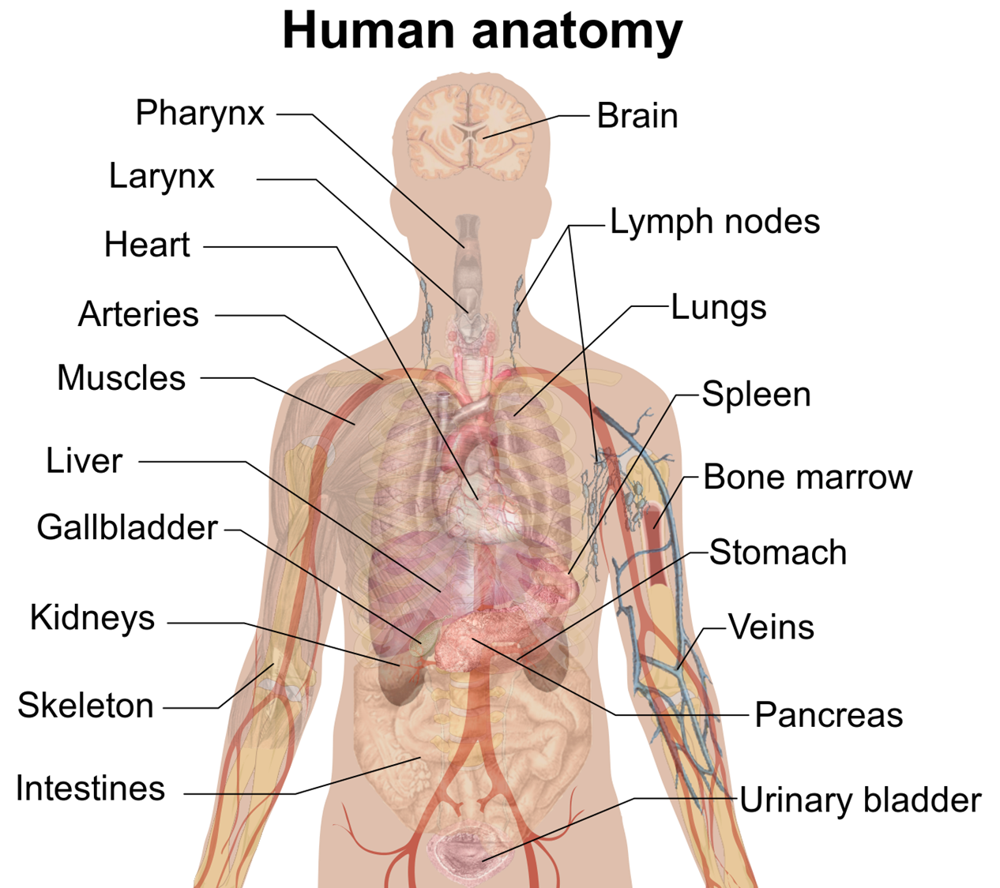 Human anatomy
Pharynx
Brain
Larynx
Lymph nodes
Heart
Lungs
Arteries
Muscles
Spleen
Liver
Bone marrow
Gallbladder
Stomach
Kidneys
Veins
Skeleton
Pancreas
Intestines
Urinary bladder